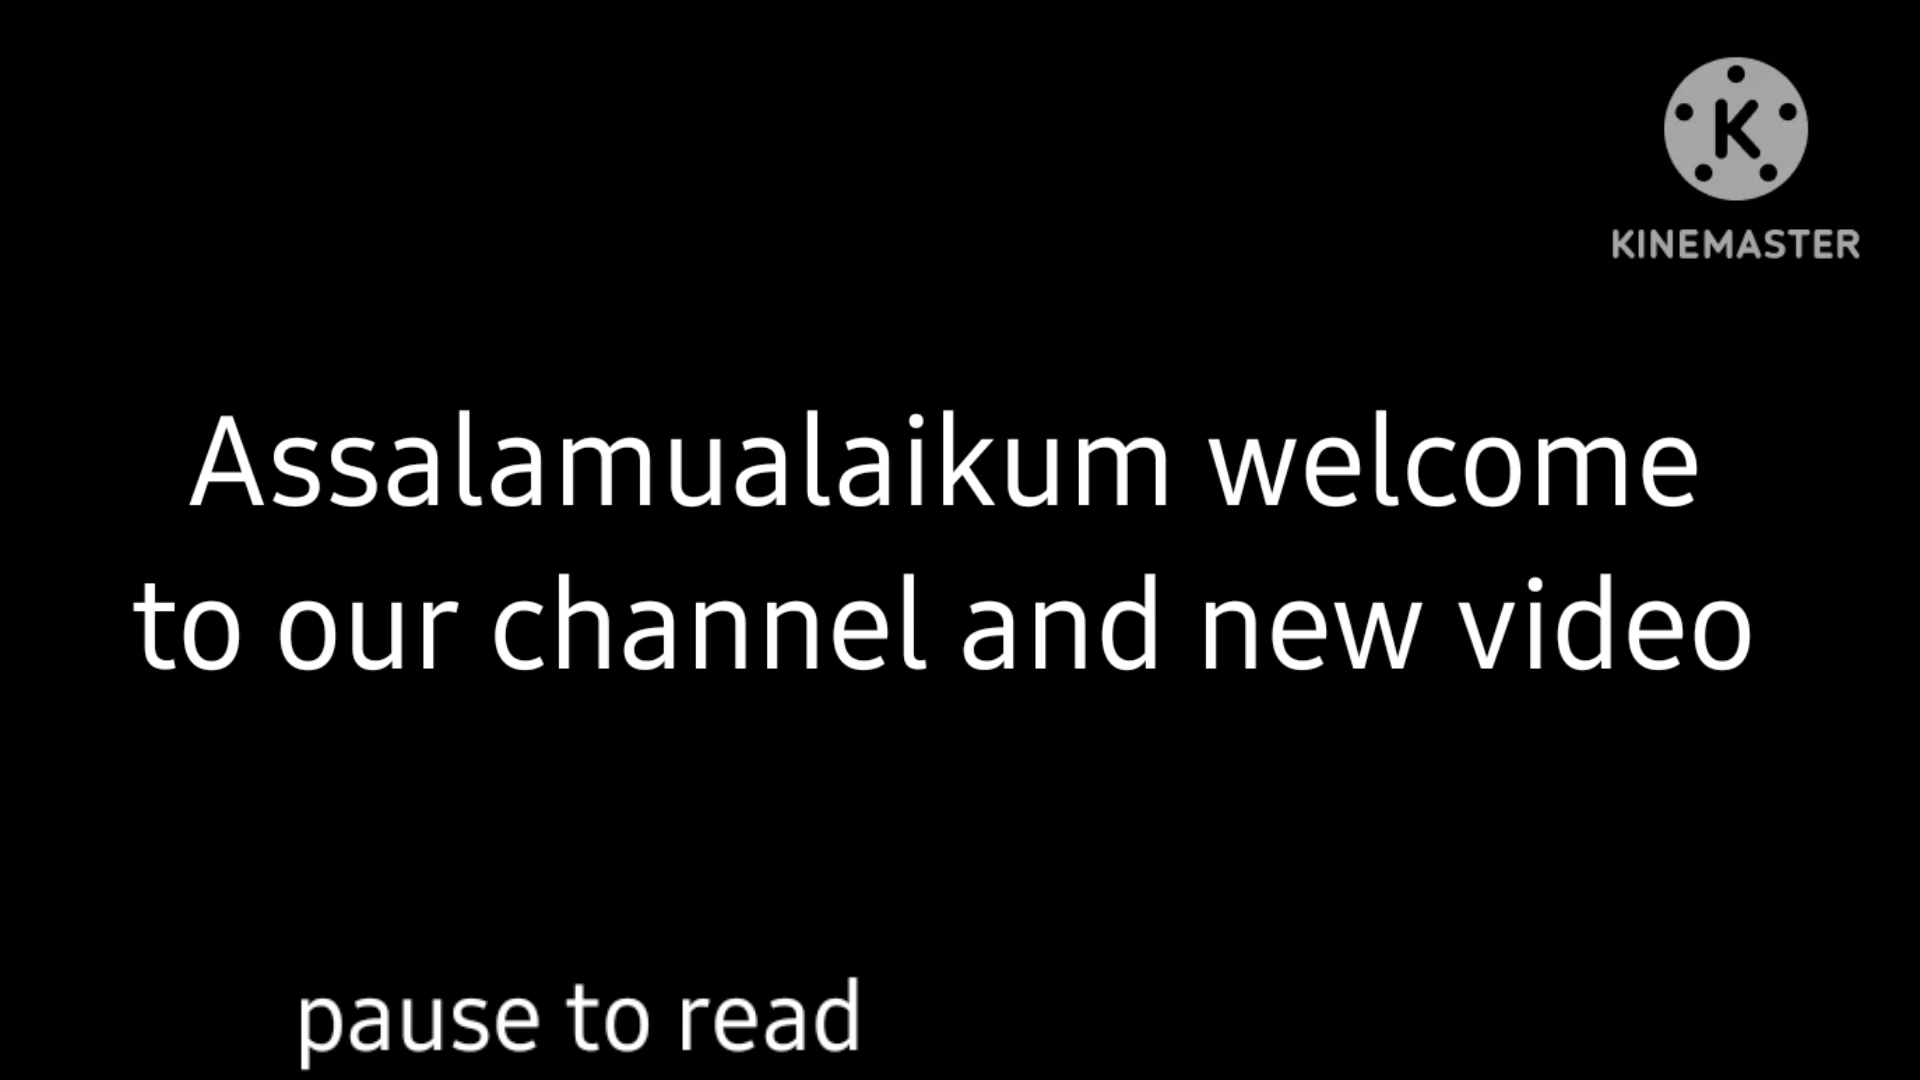 K
KINEMASTER
Assalamualaikum welcome
to our channel and new video
pause to read